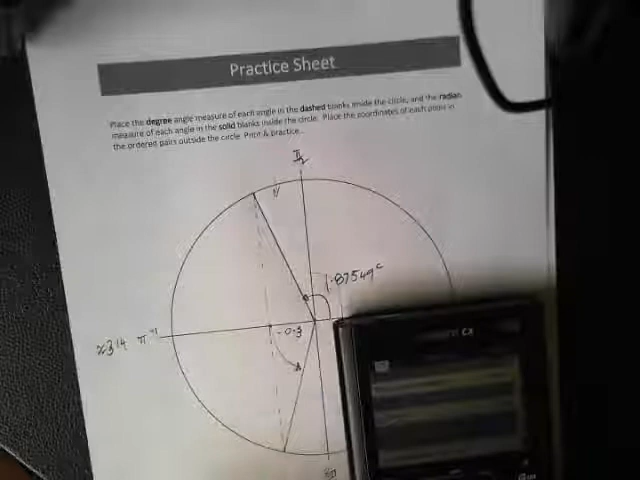 Practice Sheet
Place the degree angle measure of each angle in the dashed blanks inside the circle, and the radian
measure of each angle in the solid blanks inside the circle. Place the coordinates of each point in
the ordered pairs outside the circle. Print & practice.
1.87549ᶜ
-0.3
π
CX